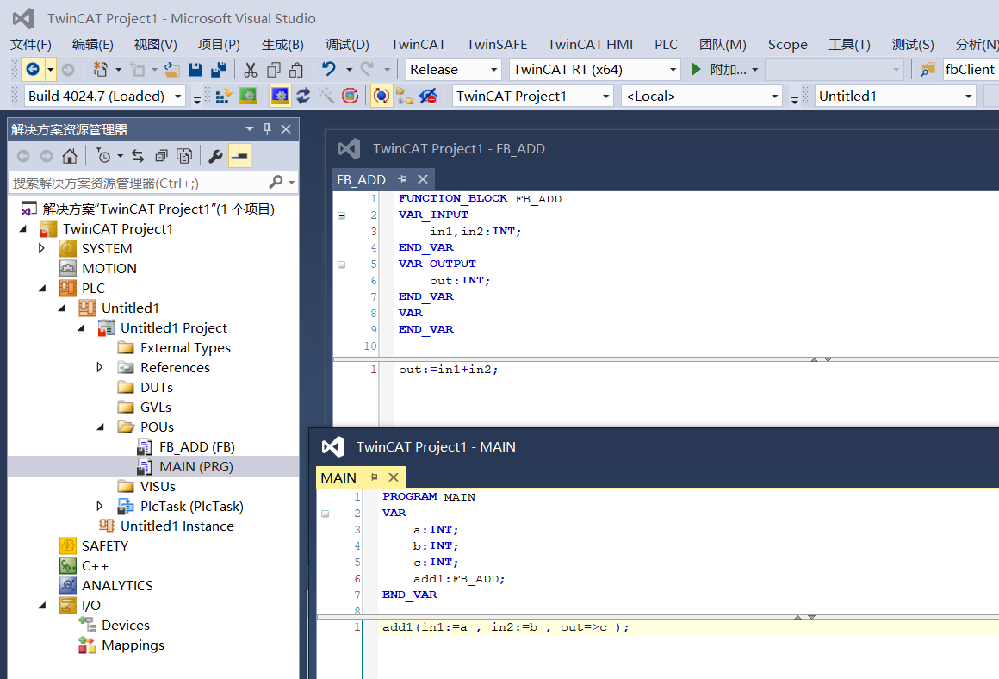 TwinCAT Project1 - Microsoft Visual Studio
文件(F) 编辑(E) 视图(V) 项目(P) 生成(B) 调试(D) TwinCAT TwinSAFE TwinCAT HMI PLC 团队(M) Scope 工具(T) 测试(S) 分析(N)
Release TwinCAT RT (x64) 附加... fbClient
Build 4024.7 (Loaded) TwinCAT Project1 <Local> Untitled1
解决方案资源管理器
搜索解决方案资源管理器(Ctrl+;)
解决方案"TwinCAT Project1"(1 个项目)
TwinCAT Project1
SYSTEM
MOTION
PLC
Untitled1
Untitled1 Project
External Types
References
DUTs
GVLs
POUs
FB_ADD (FB)
MAIN (PRG)
VISUs
PlcTask (PlcTask)
Untitled1 Instance
SAFETY
C++
ANALYTICS
I/O
Devices
Mappings
TwinCAT Project1 - FB_ADD
FB_ADD
1 FUNCTION_BLOCK FB_ADD
2 VAR_INPUT
3 in1,in2:INT;
4 END_VAR
5 VAR_OUTPUT
6 out:INT;
7 END_VAR
8 VAR
9 END_VAR
10
1 out:=in1+in2;
TwinCAT Project1 - MAIN
MAIN
1 PROGRAM MAIN
2 VAR
3 a:INT;
4 b:INT;
5 c:INT;
6 add1:FB_ADD;
7 END_VAR
8
1 add1(in1:=a , in2:=b , out=>c );